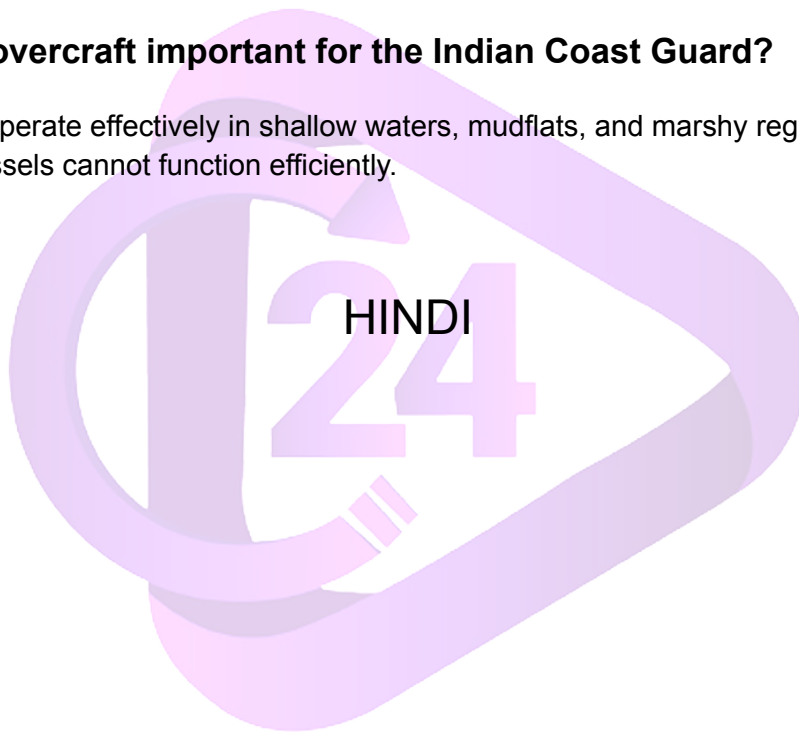 overcraft important for the Indian Coast Guard?
perate effectively in shallow waters, mudflats, and marshy reg
ssels cannot function efficiently.
24
HINDI